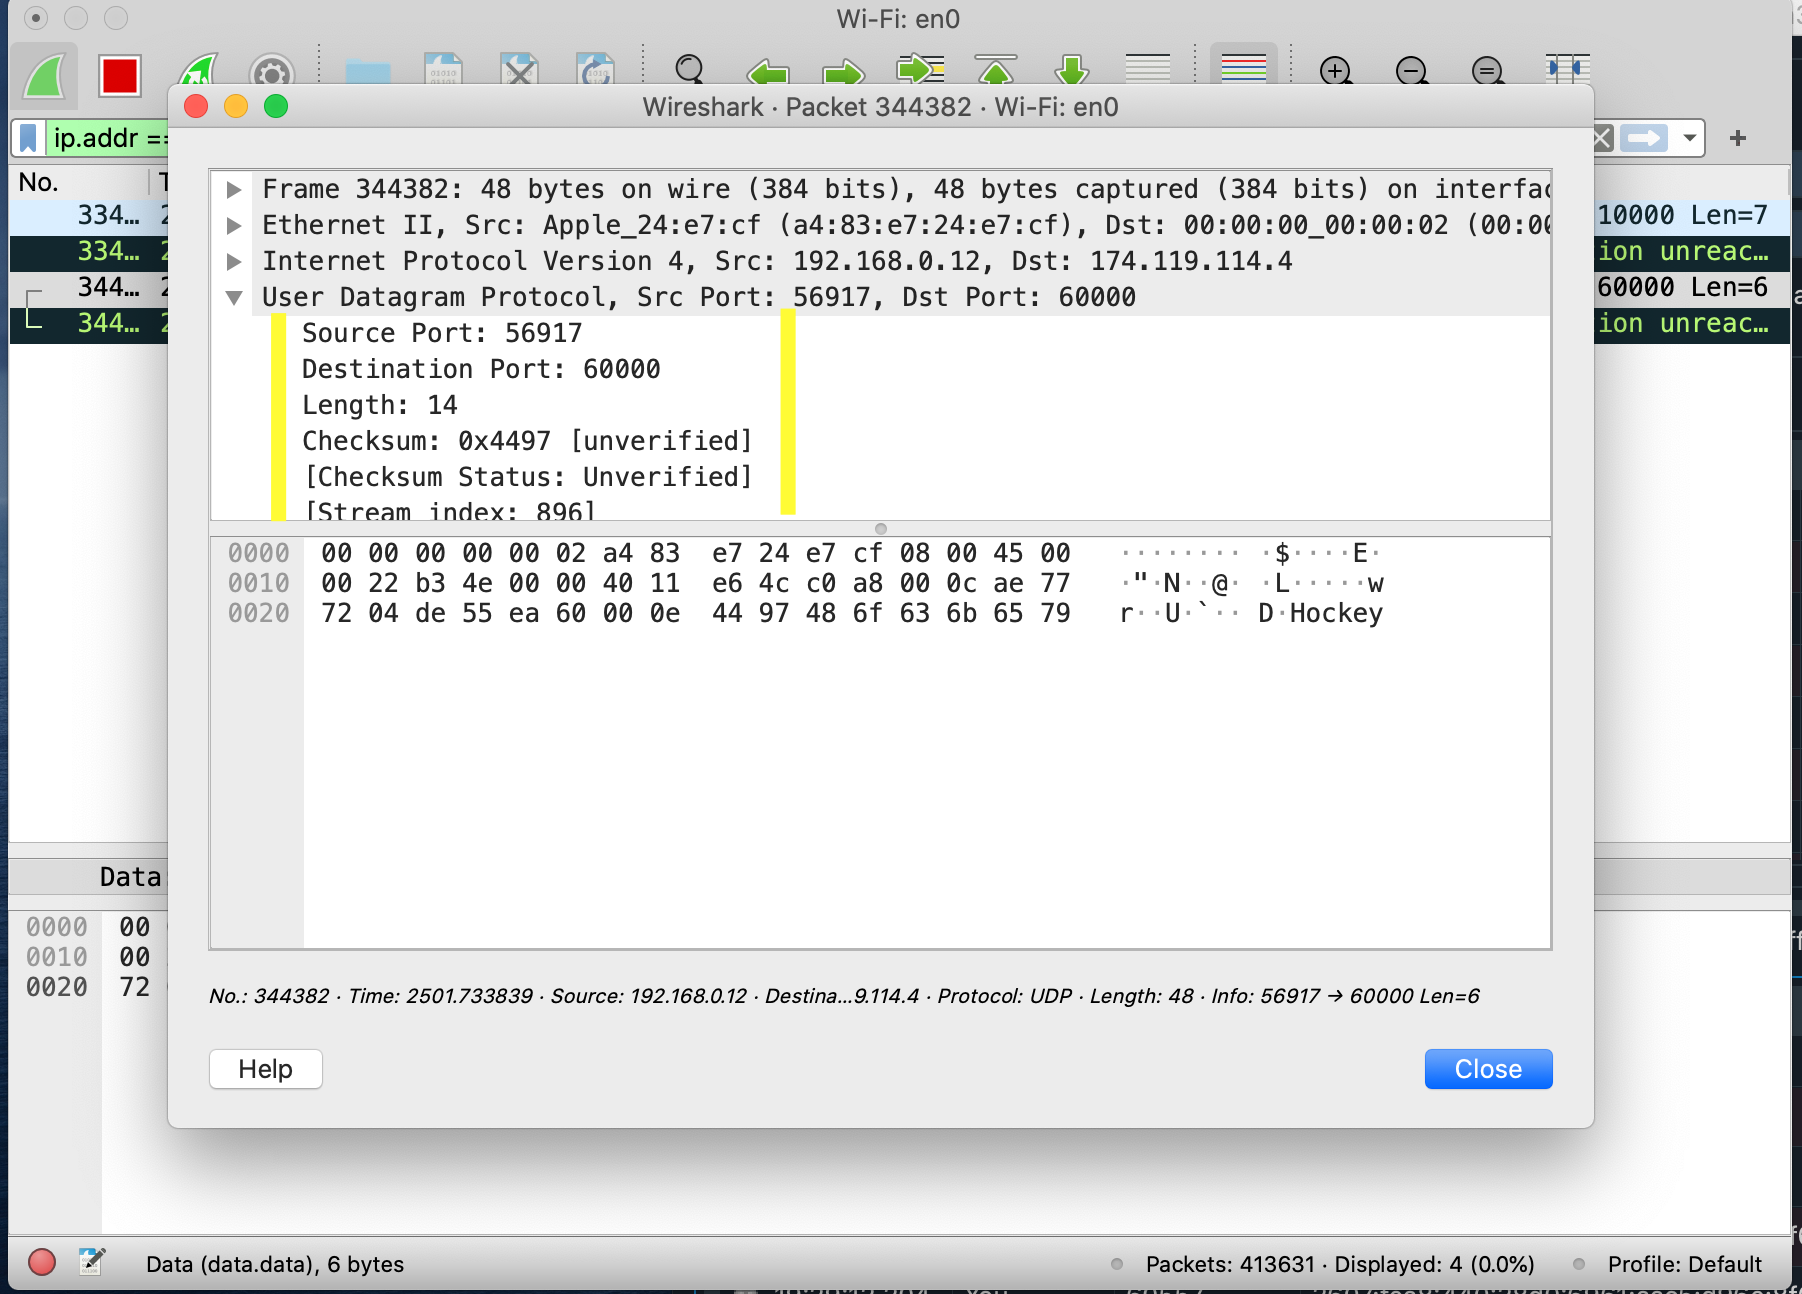 Wi-Fi: en0
ip.addr ==
Wireshark · Packet 344382 · Wi-Fi: en0
No.
Frame 344382: 48 bytes on wire (384 bits), 48 bytes captured (384 bits) on interfac
Ethernet II, Src: Apple_24:e7:cf (a4:83:e7:24:e7:cf), Dst: 00:00:00_00:00:02 (00:00
Internet Protocol Version 4, Src: 192.168.0.12, Dst: 174.119.114.4
User Datagram Protocol, Src Port: 56917, Dst Port: 60000
Source Port: 56917
Destination Port: 60000
Length: 14
Checksum: 0x4497 [unverified]
[Checksum Status: Unverified]
[Stream index: 896]
334… 2
334… 2
344… 2
344… 2
10000 Len=7
ion unreac…
60000 Len=6
ion unreac…
0000 00 00 00 00 00 02 a4 83 e7 24 e7 cf 08 00 45 00 ········ ·$····E·
0010 00 22 b3 4e 00 00 40 11 e6 4c c0 a8 00 0c ae 77 ·"·N··@· ·L·····w
0020 72 04 de 55 ea 60 00 0e 44 97 48 6f 63 6b 65 79 r··U·`·· D·Hockey
Data
0000 00
0010 00
0020 72
No.: 344382 · Time: 2501.733839 · Source: 192.168.0.12 · Destina…9.114.4 · Protocol: UDP · Length: 48 · Info: 56917 → 60000 Len=6
Help
Close
Data (data.data), 6 bytes
Packets: 413631 · Displayed: 4 (0.0%)
Profile: Default